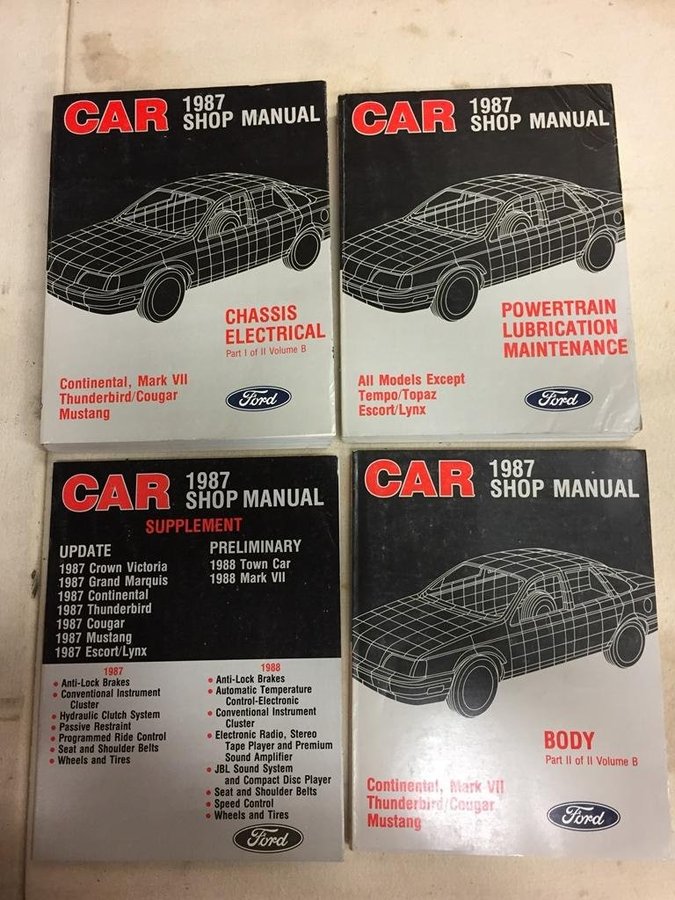 CAR 1987
SHOP MANUAL
CHASSIS
ELECTRICAL
Part I of II Volume B
Continental, Mark VII
Thunderbird/Cougar
Mustang
Ford
CAR 1987
SHOP MANUAL
POWERTRAIN
LUBRICATION
MAINTENANCE
All Models Except
Tempo/Topaz
Escort/Lynx
Ford
CAR 1987
SHOP MANUAL
SUPPLEMENT
UPDATE
1987 Crown Victoria
1987 Grand Marquis
1987 Continental
1987 Thunderbird
1987 Cougar
1987 Mustang
1987 Escort/Lynx
PRELIMINARY
1988 Town Car
1988 Mark VII
1987
• Anti-Lock Brakes
• Conventional Instrument
Cluster
• Hydraulic Clutch System
• Passive Restraint
• Programmed Ride Control
• Seat and Shoulder Belts
• Wheels and Tires
1988
• Anti-Lock Brakes
• Automatic Temperature
Control-Electronic
• Conventional Instrument
Cluster
• Electronic Radio, Stereo
Tape Player and Premium
Sound Amplifier
• JBL Sound System
and Compact Disc Player
• Seat and Shoulder Belts
• Speed Control
• Wheels and Tires
Ford
CAR 1987
SHOP MANUAL
BODY
Part II of II Volume B
Continental, Mark VII
Thunderbird/Cougar
Mustang
Ford